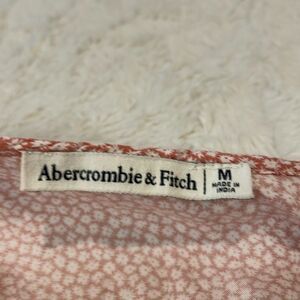 Abercrombie & Fitch
M
MADE IN
INDIA